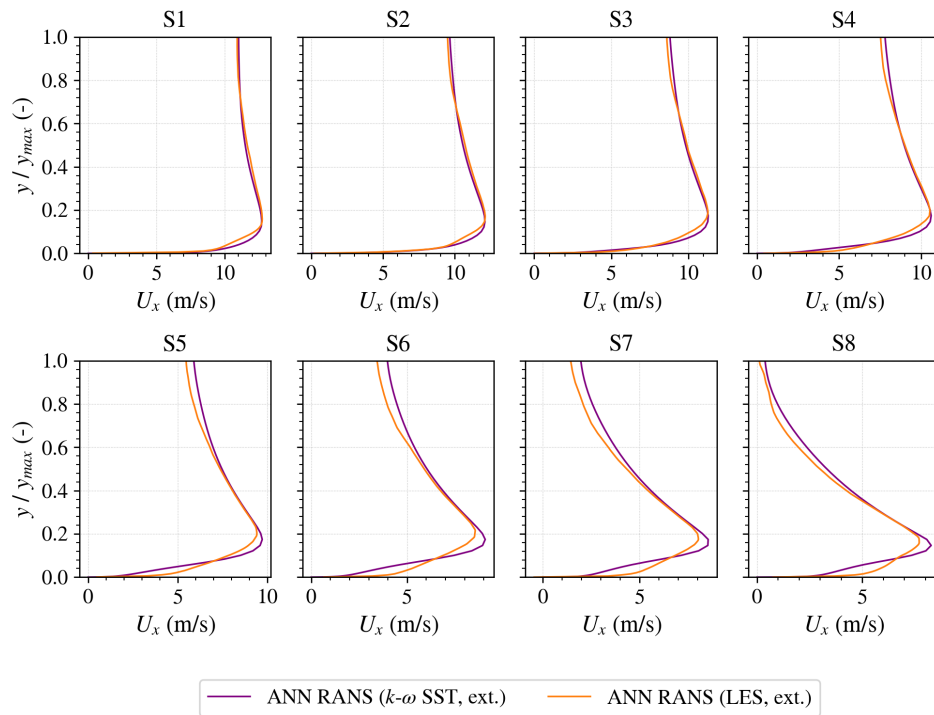 S1 S2 S3 S4
1.0
0.8
0.6
0.4
0.2
0.0
y / y_max (-)
0 5 10 0 5 10 0 5 10 0 5 10
U_x (m/s) U_x (m/s) U_x (m/s) U_x (m/s)
S5 S6 S7 S8
1.0
0.8
0.6
0.4
0.2
0.0
y / y_max (-)
0 5 10 5 0 5 5
U_x (m/s) U_x (m/s) U_x (m/s) U_x (m/s)
ANN RANS (k-ω SST, ext.) ANN RANS (LES, ext.)